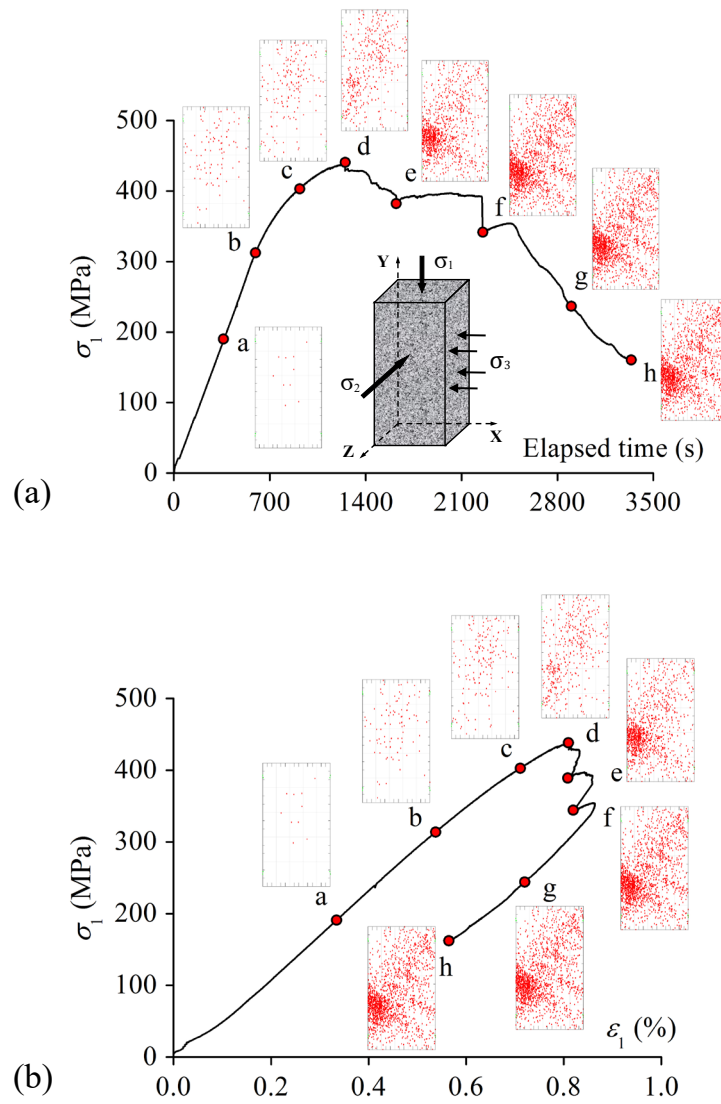 500
400
300
200
100
0
σ1 (MPa)
a
b
c
d
e
f
g
h
Y
σ1
σ2
σ3
X
Z
Elapsed time (s)
0 700 1400 2100 2800 3500
(a)
500
400
300
200
100
0
σ1 (MPa)
a
b
c
d
e
f
g
h
ε1 (%)
0.0 0.2 0.4 0.6 0.8 1.0
(b)